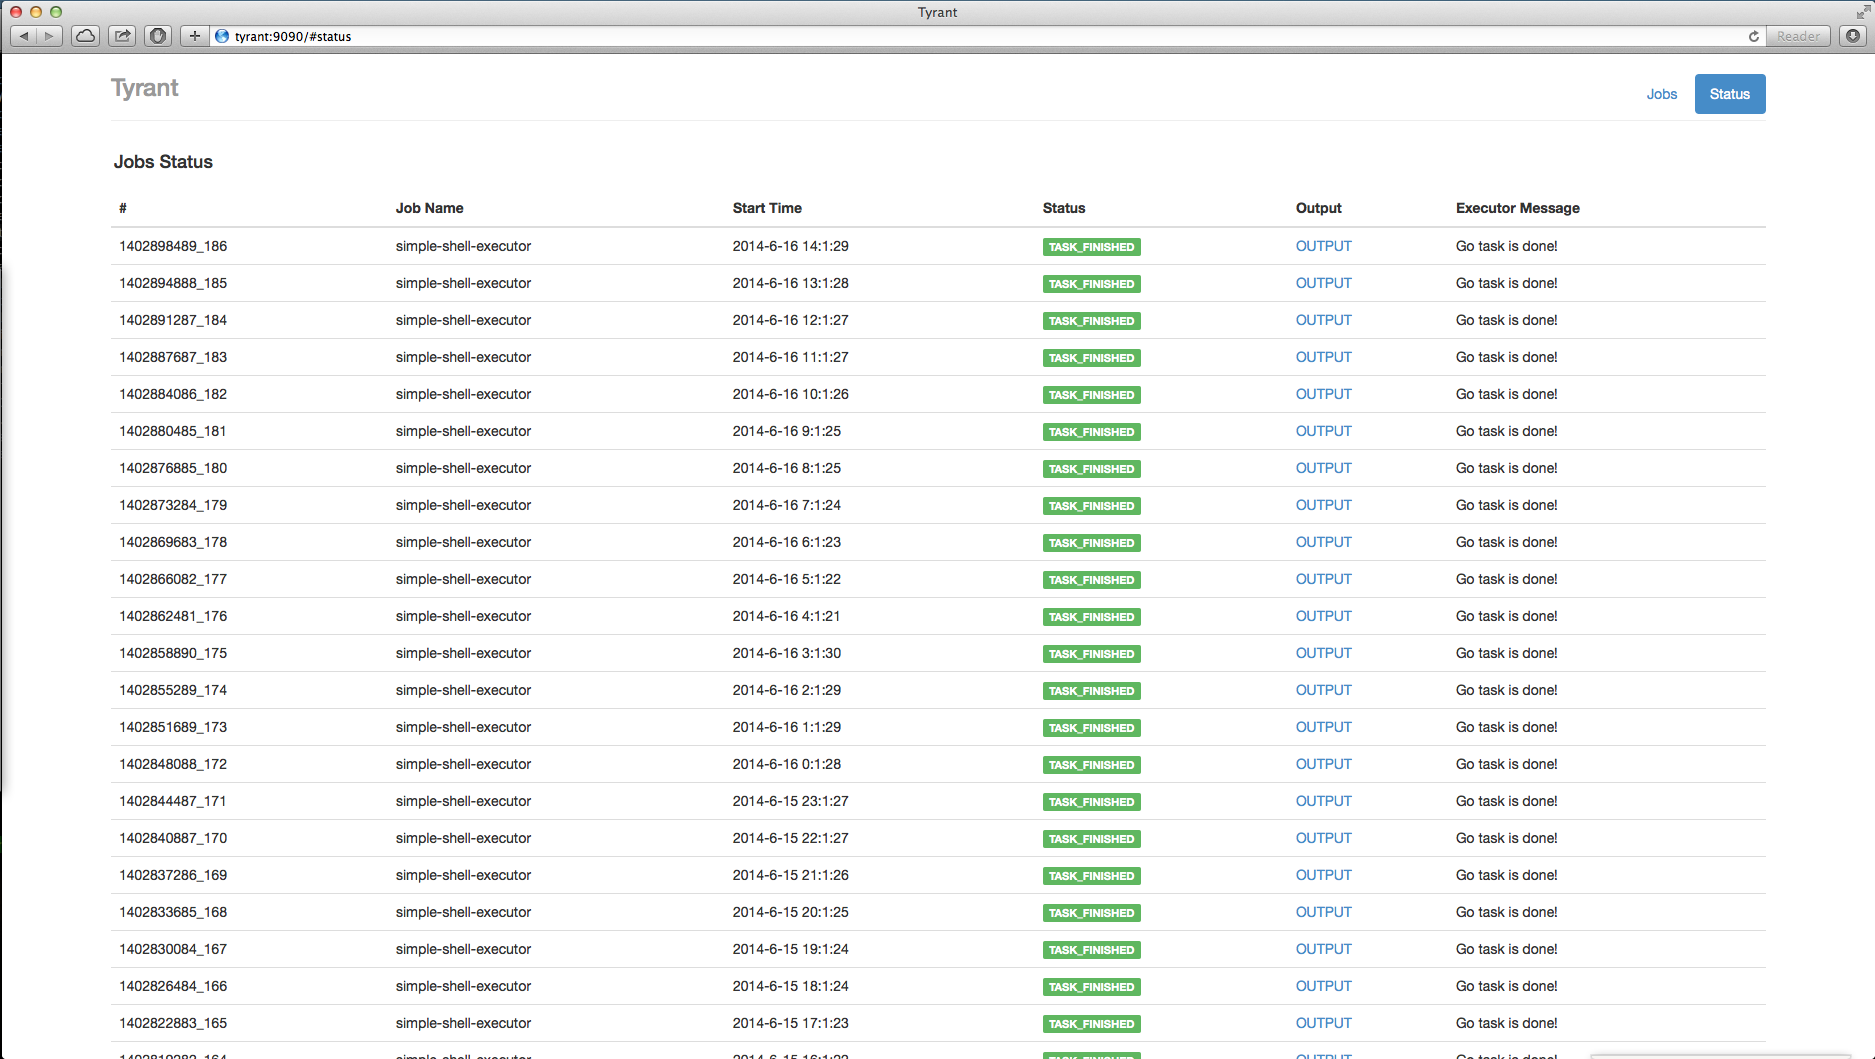 Tyrant
tyrant:9090/#status
Reader
Tyrant
Jobs Status
Jobs Status
# Job Name Start Time Status Output Executor Message
1402898489_186 simple-shell-executor 2014-6-16 14:1:29 TASK_FINISHED OUTPUT Go task is done!
1402894888_185 simple-shell-executor 2014-6-16 13:1:28 TASK_FINISHED OUTPUT Go task is done!
1402891287_184 simple-shell-executor 2014-6-16 12:1:27 TASK_FINISHED OUTPUT Go task is done!
1402887687_183 simple-shell-executor 2014-6-16 11:1:27 TASK_FINISHED OUTPUT Go task is done!
1402884086_182 simple-shell-executor 2014-6-16 10:1:26 TASK_FINISHED OUTPUT Go task is done!
1402880485_181 simple-shell-executor 2014-6-16 9:1:25 TASK_FINISHED OUTPUT Go task is done!
1402876885_180 simple-shell-executor 2014-6-16 8:1:25 TASK_FINISHED OUTPUT Go task is done!
1402873284_179 simple-shell-executor 2014-6-16 7:1:24 TASK_FINISHED OUTPUT Go task is done!
1402869683_178 simple-shell-executor 2014-6-16 6:1:23 TASK_FINISHED OUTPUT Go task is done!
1402866082_177 simple-shell-executor 2014-6-16 5:1:22 TASK_FINISHED OUTPUT Go task is done!
1402862481_176 simple-shell-executor 2014-6-16 4:1:21 TASK_FINISHED OUTPUT Go task is done!
1402858890_175 simple-shell-executor 2014-6-16 3:1:30 TASK_FINISHED OUTPUT Go task is done!
1402855289_174 simple-shell-executor 2014-6-16 2:1:29 TASK_FINISHED OUTPUT Go task is done!
1402851689_173 simple-shell-executor 2014-6-16 1:1:29 TASK_FINISHED OUTPUT Go task is done!
1402848088_172 simple-shell-executor 2014-6-16 0:1:28 TASK_FINISHED OUTPUT Go task is done!
1402844487_171 simple-shell-executor 2014-6-15 23:1:27 TASK_FINISHED OUTPUT Go task is done!
1402840887_170 simple-shell-executor 2014-6-15 22:1:27 TASK_FINISHED OUTPUT Go task is done!
1402837286_169 simple-shell-executor 2014-6-15 21:1:26 TASK_FINISHED OUTPUT Go task is done!
1402833685_168 simple-shell-executor 2014-6-15 20:1:25 TASK_FINISHED OUTPUT Go task is done!
1402830084_167 simple-shell-executor 2014-6-15 19:1:24 TASK_FINISHED OUTPUT Go task is done!
1402826484_166 simple-shell-executor 2014-6-15 18:1:24 TASK_FINISHED OUTPUT Go task is done!
1402822883_165 simple-shell-executor 2014-6-15 17:1:23 TASK_FINISHED OUTPUT Go task is done!